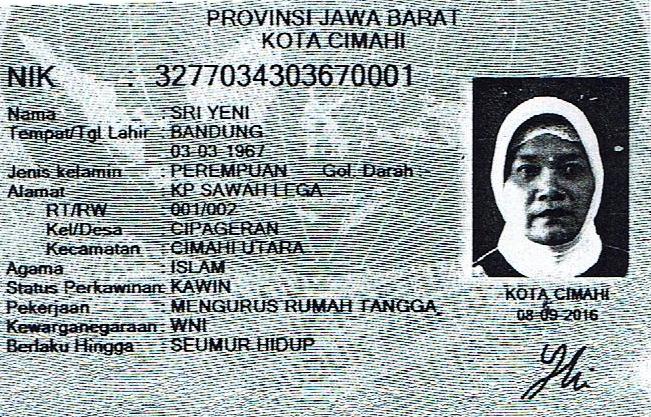 PROVINSI JAWA BARAT
KOTA CIMAHI
NIK : 3277034303670001
Nama : SRI YENI
Tempat/Tgl Lahir : BANDUNG
03-03-1967
Jenis kelamin : PEREMPUAN Gol. Darah :-
Alamat : KP SAWAH LEGA
RT/RW : 001/002
Kel/Desa : CIPAGERAN
Kecamatan : CIMAHI UTARA
Agama : ISLAM
Status Perkawinan: KAWIN
Pekerjaan : MENGURUS RUMAH TANGGA
Kewarganegaraan : WNI
Berlaku Hingga : SEUMUR HIDUP
KOTA CIMAHI
08-09-2016